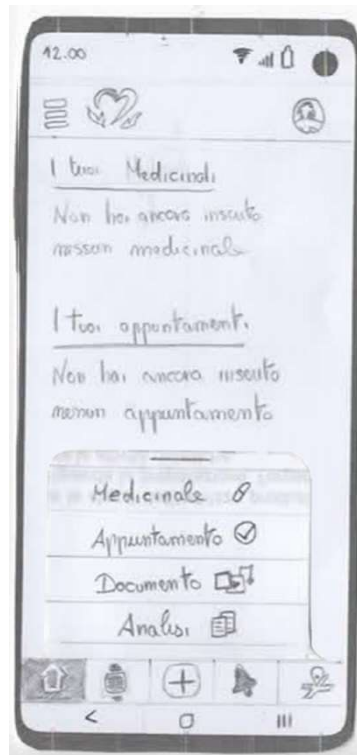 12.00
I tuoi Medicinali
Non hai ancora inserito
nessun medicinale
I tuoi appuntamenti
Non hai ancora inserito
nessun appuntamento
Medicinale
Appuntamento
Documento
Analisi